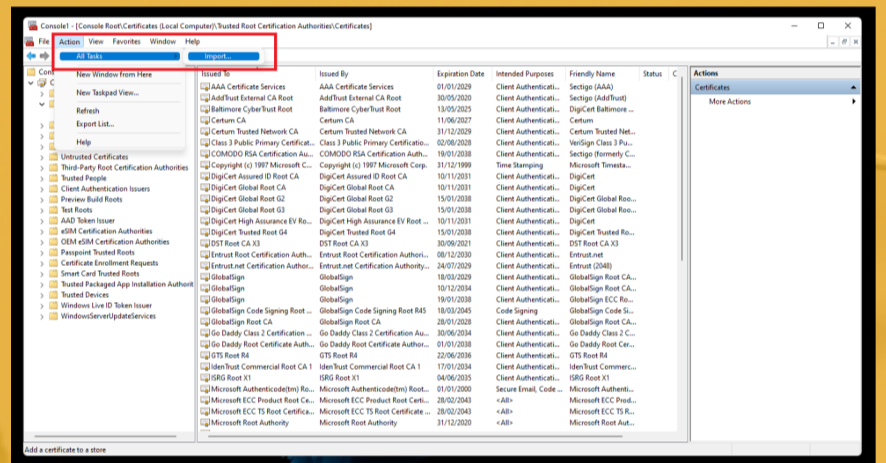 Console1 - [Console Root\Certificates (Local Computer)\Trusted Root Certification Authorities\Certificates]
File Action View Favorites Window Help
All Tasks
Import...
New Window from Here
New Taskpad View...
Refresh
Export List...
Help
Untrusted Certificates
Third-Party Root Certification Authorities
Trusted People
Client Authentication Issuers
Preview Build Roots
Test Roots
AAD Token Issuer
eSIM Certification Authorities
OEM eSIM Certification Authorities
Passpoint Trusted Roots
Certificate Enrollment Requests
Smart Card Trusted Roots
Trusted Packaged App Installation Authorit
Trusted Devices
Windows Live ID Token Issuer
WindowsServerUpdateServices
Issued To Issued By Expiration Date Intended Purposes Friendly Name Status C
AAA Certificate Services AAA Certificate Services 01/01/2029 Client Authenticati... Sectigo (AAA)
AddTrust External CA Root AddTrust External CA Root 30/05/2020 Client Authenticati... Sectigo (AddTrust)
Baltimore CyberTrust Root Baltimore CyberTrust Root 13/05/2025 Client Authenticati... DigiCert Baltimore ...
Certum CA Certum CA 11/06/2027 Client Authenticati... Certum
Certum Trusted Network CA Certum Trusted Network CA 31/12/2029 Client Authenticati... Certum Trusted Net...
Class 3 Public Primary Certificat... Class 3 Public Primary Certificatio... 02/08/2028 Client Authenticati... VeriSign Class 3 Pu...
COMODO RSA Certification Au... COMODO RSA Certification Auth... 19/01/2038 Client Authenticati... Sectigo (formerly C...
Copyright (c) 1997 Microsoft C... Copyright (c) 1997 Microsoft Corp. 31/12/1999 Time Stamping Microsoft Timesta...
DigiCert Assured ID Root CA DigiCert Assured ID Root CA 10/11/2031 Client Authenticati... DigiCert
DigiCert Global Root CA DigiCert Global Root CA 10/11/2031 Client Authenticati... DigiCert
DigiCert Global Root G2 DigiCert Global Root G2 15/01/2038 Client Authenticati... DigiCert Global Roo...
DigiCert Global Root G3 DigiCert Global Root G3 15/01/2038 Client Authenticati... DigiCert Global Roo...
DigiCert High Assurance EV Ro... DigiCert High Assurance EV Root ... 10/11/2031 Client Authenticati... DigiCert
DigiCert Trusted Root G4 DigiCert Trusted Root G4 15/01/2038 Client Authenticati... DigiCert Trusted Ro...
DST Root CA X3 DST Root CA X3 30/09/2021 Client Authenticati... DST Root CA X3
Entrust Root Certification Auth... Entrust Root Certification Authori... 08/12/2030 Client Authenticati... Entrust.net
Entrust.net Certification Author... Entrust.net Certification Authority... 24/07/2029 Client Authenticati... Entrust (2048)
GlobalSign GlobalSign 18/03/2029 Client Authenticati... GlobalSign Root CA...
GlobalSign GlobalSign 10/12/2034 Client Authenticati... GlobalSign Root CA...
GlobalSign GlobalSign 19/01/2038 Client Authenticati... GlobalSign ECC Ro...
GlobalSign Code Signing Root ... GlobalSign Code Signing Root R45 18/03/2045 Code Signing GlobalSign Code Si...
GlobalSign Root CA GlobalSign Root CA 28/01/2028 Client Authenticati... GlobalSign Root CA...
Go Daddy Class 2 Certification ... Go Daddy Class 2 Certification Au... 30/06/2034 Client Authenticati... Go Daddy Class 2 C...
Go Daddy Root Certificate Auth... Go Daddy Root Certificate Author... 01/01/2038 Client Authenticati... Go Daddy Root Cer...
GTS Root R4 GTS Root R4 22/06/2036 Client Authenticati... GTS Root R4
IdenTrust Commercial Root CA 1 IdenTrust Commercial Root CA 1 17/01/2034 Client Authenticati... IdenTrust Commerc...
ISRG Root X1 ISRG Root X1 04/06/2035 Client Authenticati... ISRG Root X1
Microsoft Authenticode(tm) Ro... Microsoft Authenticode(tm) Root... 01/01/2000 Secure Email, Code ... Microsoft Authenti...
Microsoft ECC Product Root Ce... Microsoft ECC Product Root Certi... 28/02/2043 <All> Microsoft ECC Prod...
Microsoft ECC TS Root Certifica... Microsoft ECC TS Root Certificate ... 28/02/2043 <All> Microsoft ECC TS R...
Microsoft Root Authority Microsoft Root Authority 31/12/2020 <All> Microsoft Root Aut...
Actions
Certificates
More Actions
Add a certificate to a store